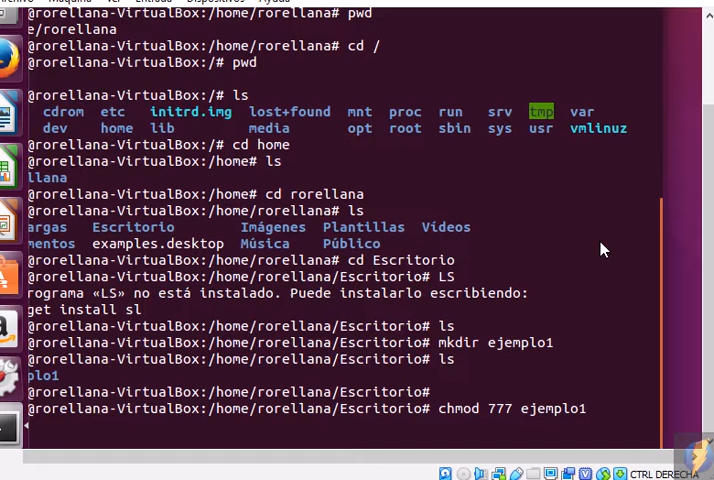 @rorellana-VirtualBox:/home/rorellana# pwd
e/rorellana
@rorellana-VirtualBox:/home/rorellana# cd /
@rorellana-VirtualBox:/# pwd
@rorellana-VirtualBox:/# ls
cdrom etc initrd.img lost+found mnt proc run srv tmp var
dev home lib media opt root sbin sys usr vmlinuz
@rorellana-VirtualBox:/# cd home
@rorellana-VirtualBox:/home# ls
llana
@rorellana-VirtualBox:/home# cd rorellana
@rorellana-VirtualBox:/home/rorellana# ls
argas Escritorio Imágenes Plantillas Vídeos
mentos examples.desktop Música Público
@rorellana-VirtualBox:/home/rorellana# cd Escritorio
@rorellana-VirtualBox:/home/rorellana/Escritorio# LS
rograma «LS» no está instalado. Puede instalarlo escribiendo:
get install sl
@rorellana-VirtualBox:/home/rorellana/Escritorio# ls
@rorellana-VirtualBox:/home/rorellana/Escritorio# mkdir ejemplo1
@rorellana-VirtualBox:/home/rorellana/Escritorio# ls
plo1
@rorellana-VirtualBox:/home/rorellana/Escritorio#
@rorellana-VirtualBox:/home/rorellana/Escritorio# chmod 777 ejemplo1
CTRL DERECHA